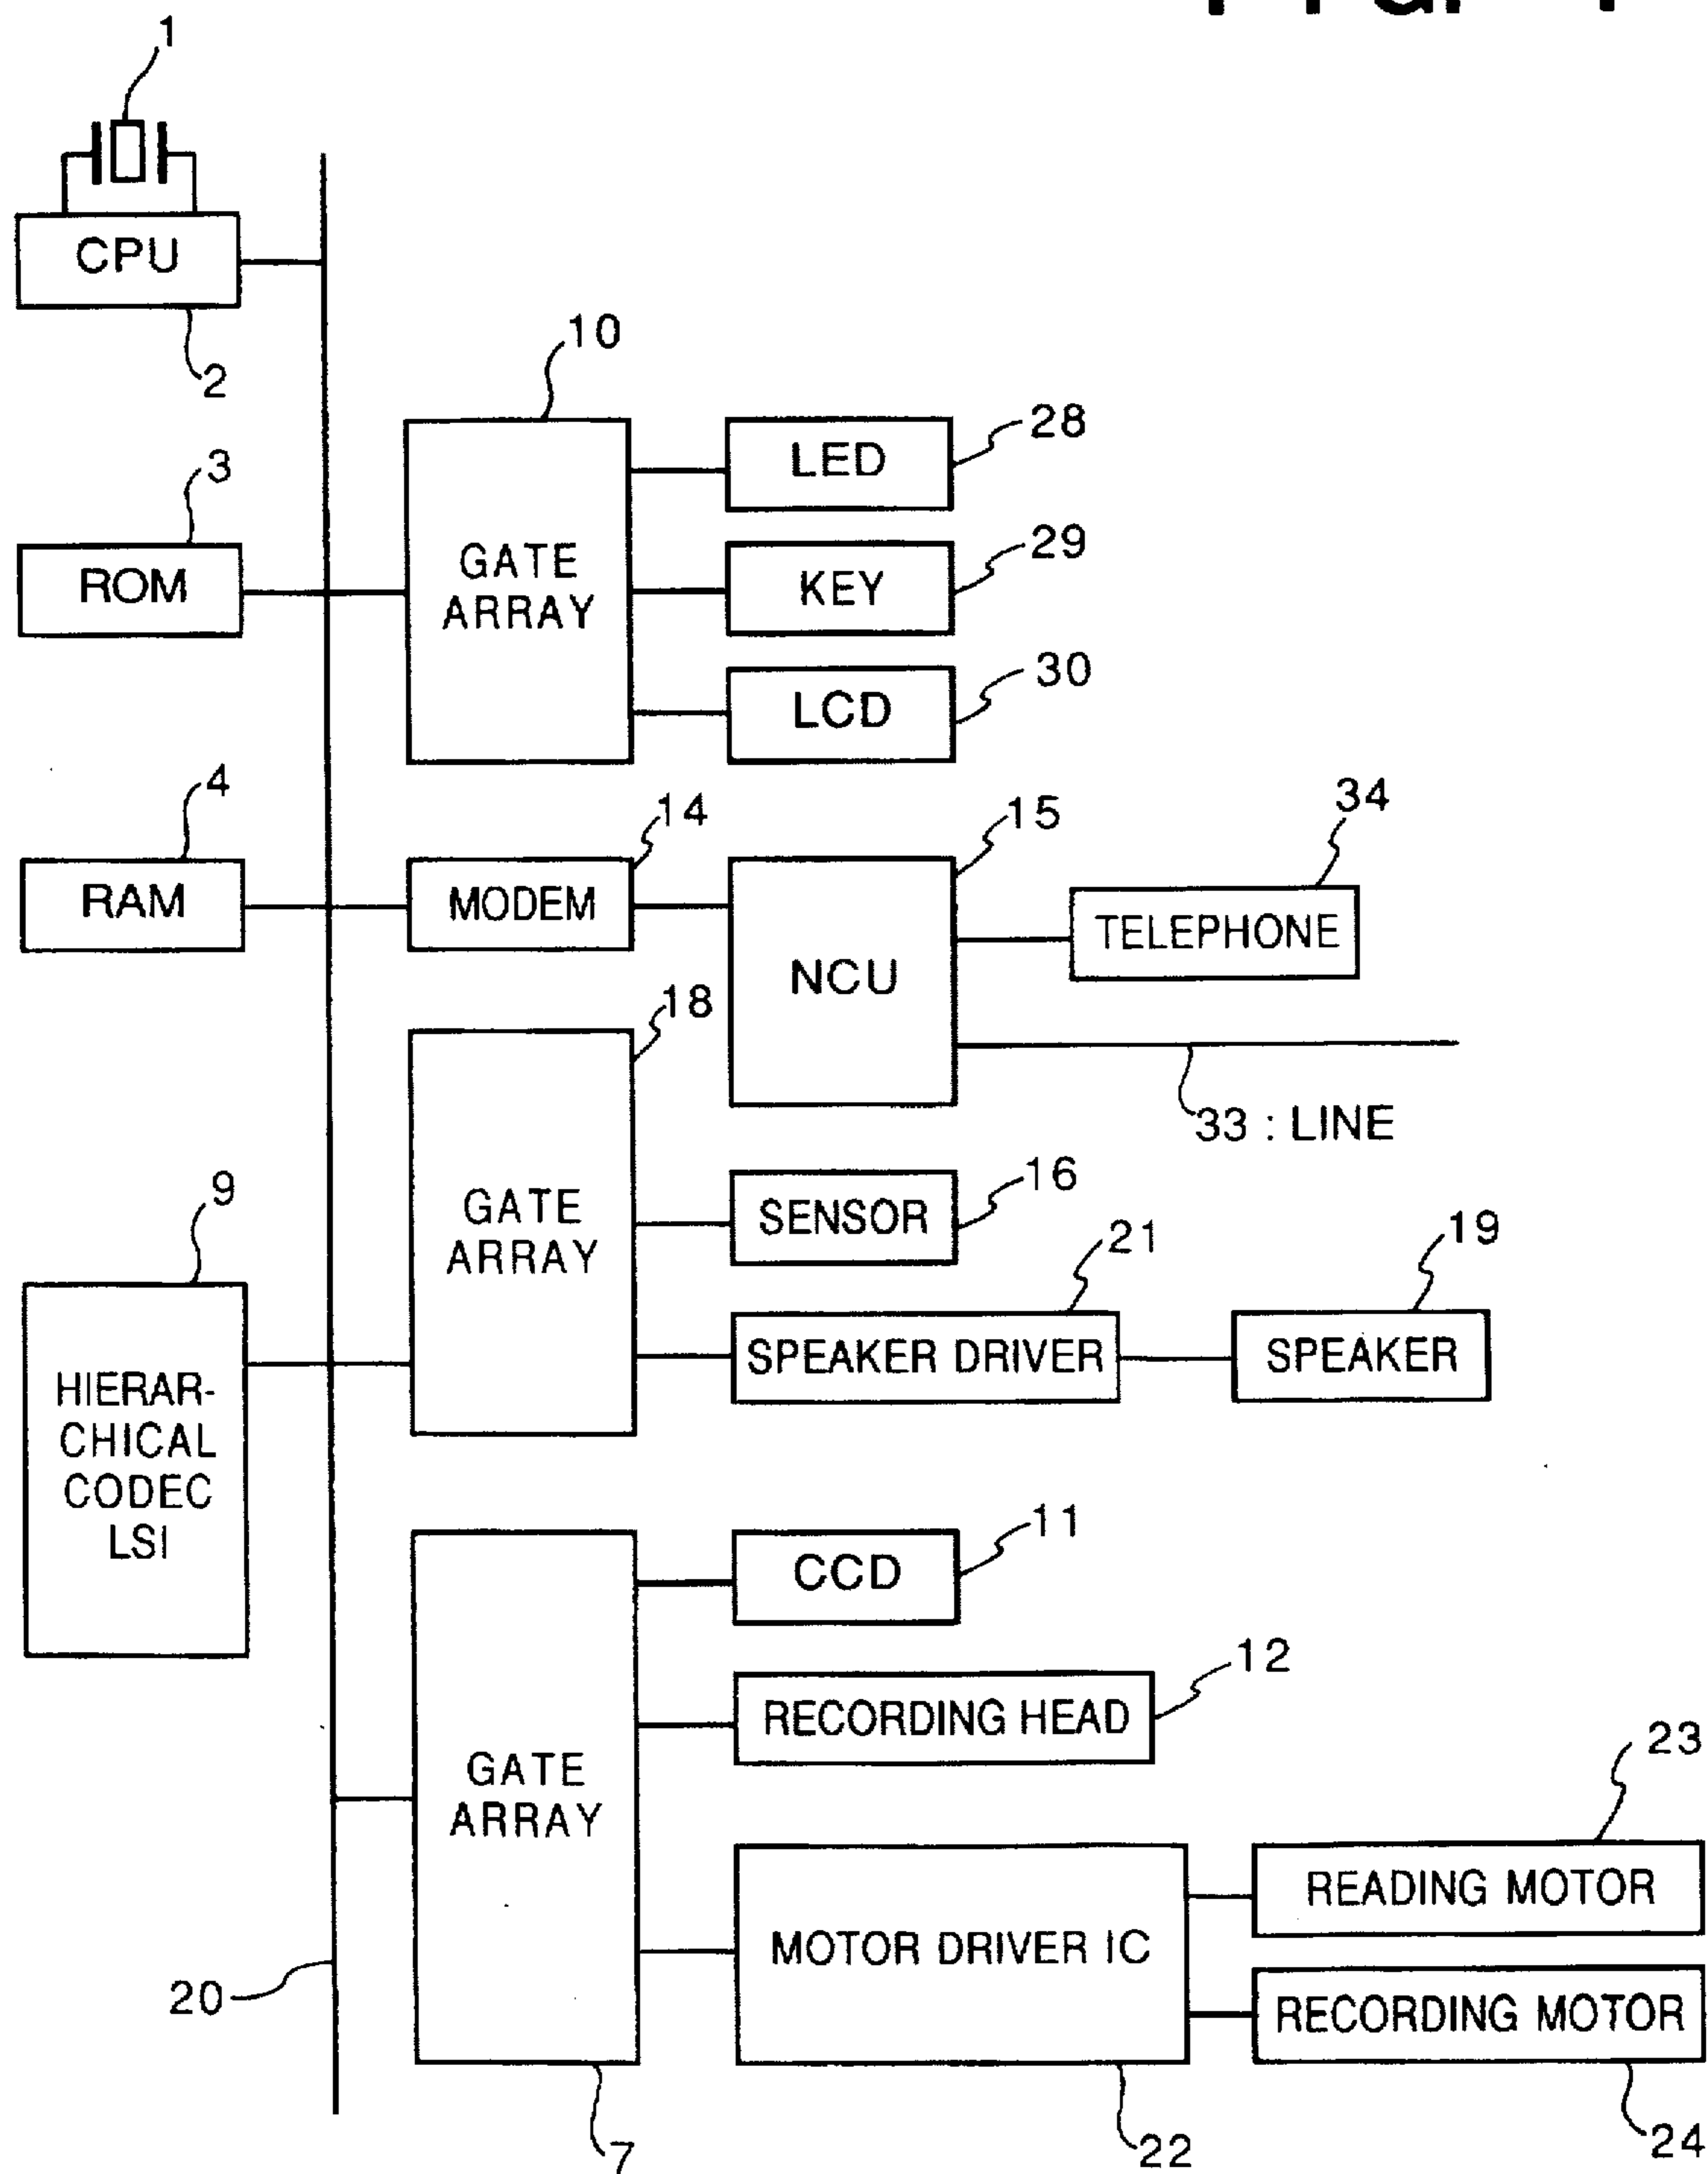 1
CPU
2
10
LED
28
3
ROM
GATE
ARRAY
KEY
29
LCD
30
4
RAM
14
MODEM
15
NCU
34
TELEPHONE
33 : LINE
18
GATE
ARRAY
SENSOR
16
21
SPEAKER DRIVER
19
SPEAKER
9
HIERAR-
CHICAL
CODEC
LSI
CCD
11
RECORDING HEAD
12
GATE
ARRAY
7
MOTOR DRIVER IC
22
23
READING MOTOR
RECORDING MOTOR
24
20